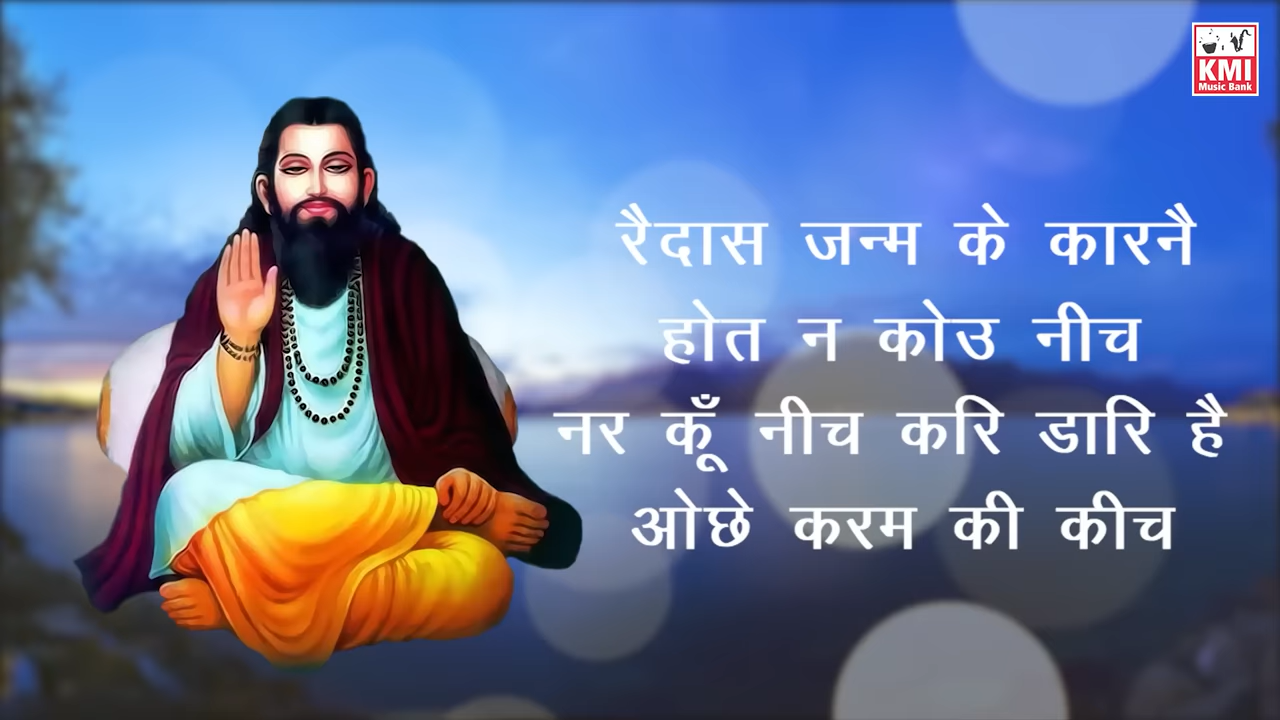 KMI
Music Bank
रैदास जन्म के कारनै
होत न कोउ नीच
नर कूँ नीच करि डारि है
ओछे करम की कीच